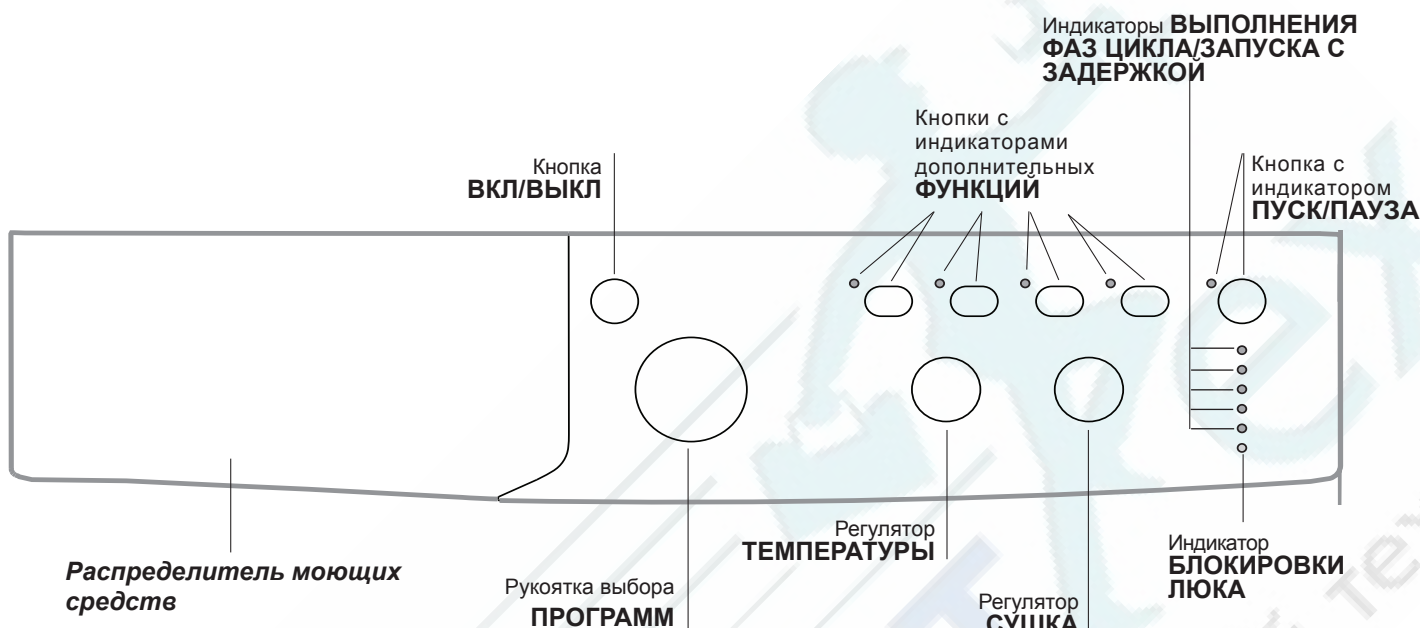 Индикаторы ВЫПОЛНЕНИЯ
ФАЗ ЦИКЛА/ЗАПУСКА С
ЗАДЕРЖКОЙ
Кнопки с
индикаторами
дополнительных
ФУНКЦИЙ
Кнопка
ВКЛ/ВЫКЛ
Кнопка с
индикатором
ПУСК/ПАУЗА
Распределитель моющих
средств
Рукоятка выбора
ПРОГРАММ
Регулятор
ТЕМПЕРАТУРЫ
Регулятор
СУШКА
Индикатор
БЛОКИРОВКИ
ЛЮКА